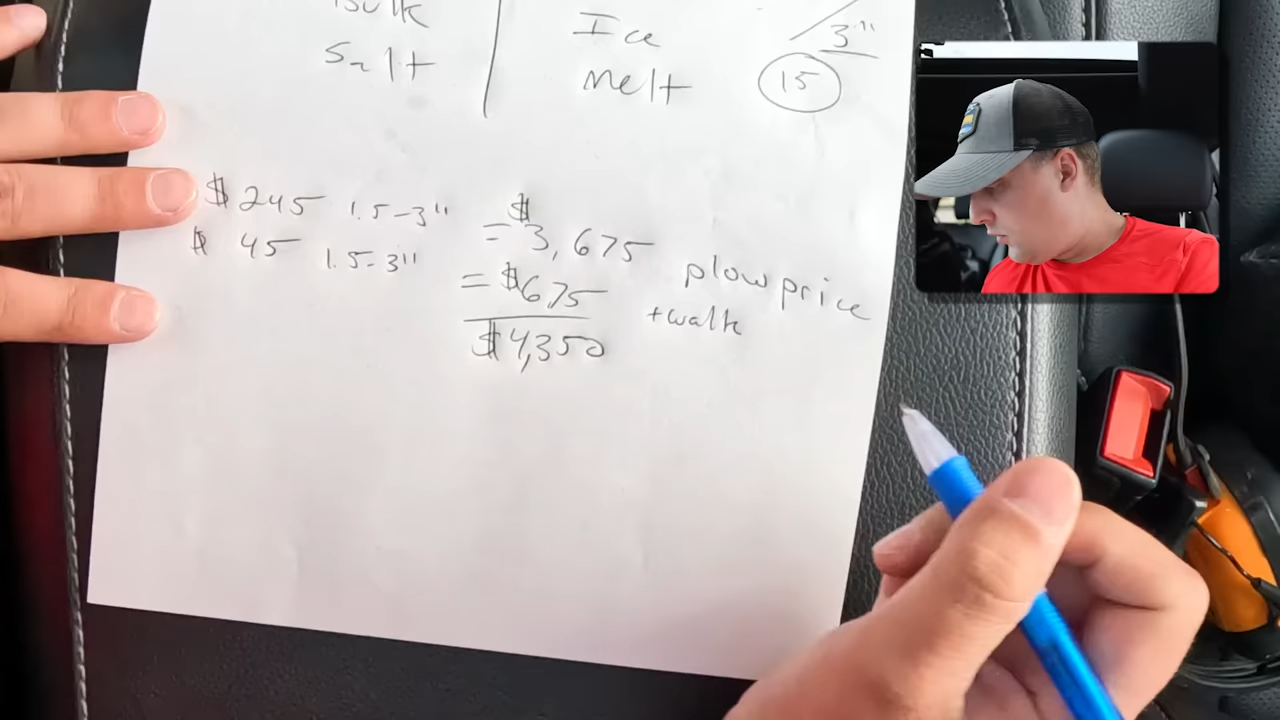 Bulk
Salt
Ice
Melt
/3"
15
$245 1.5-3" = $3,675 plow price
$45 1.5-3" = $675 + walk
$4,350